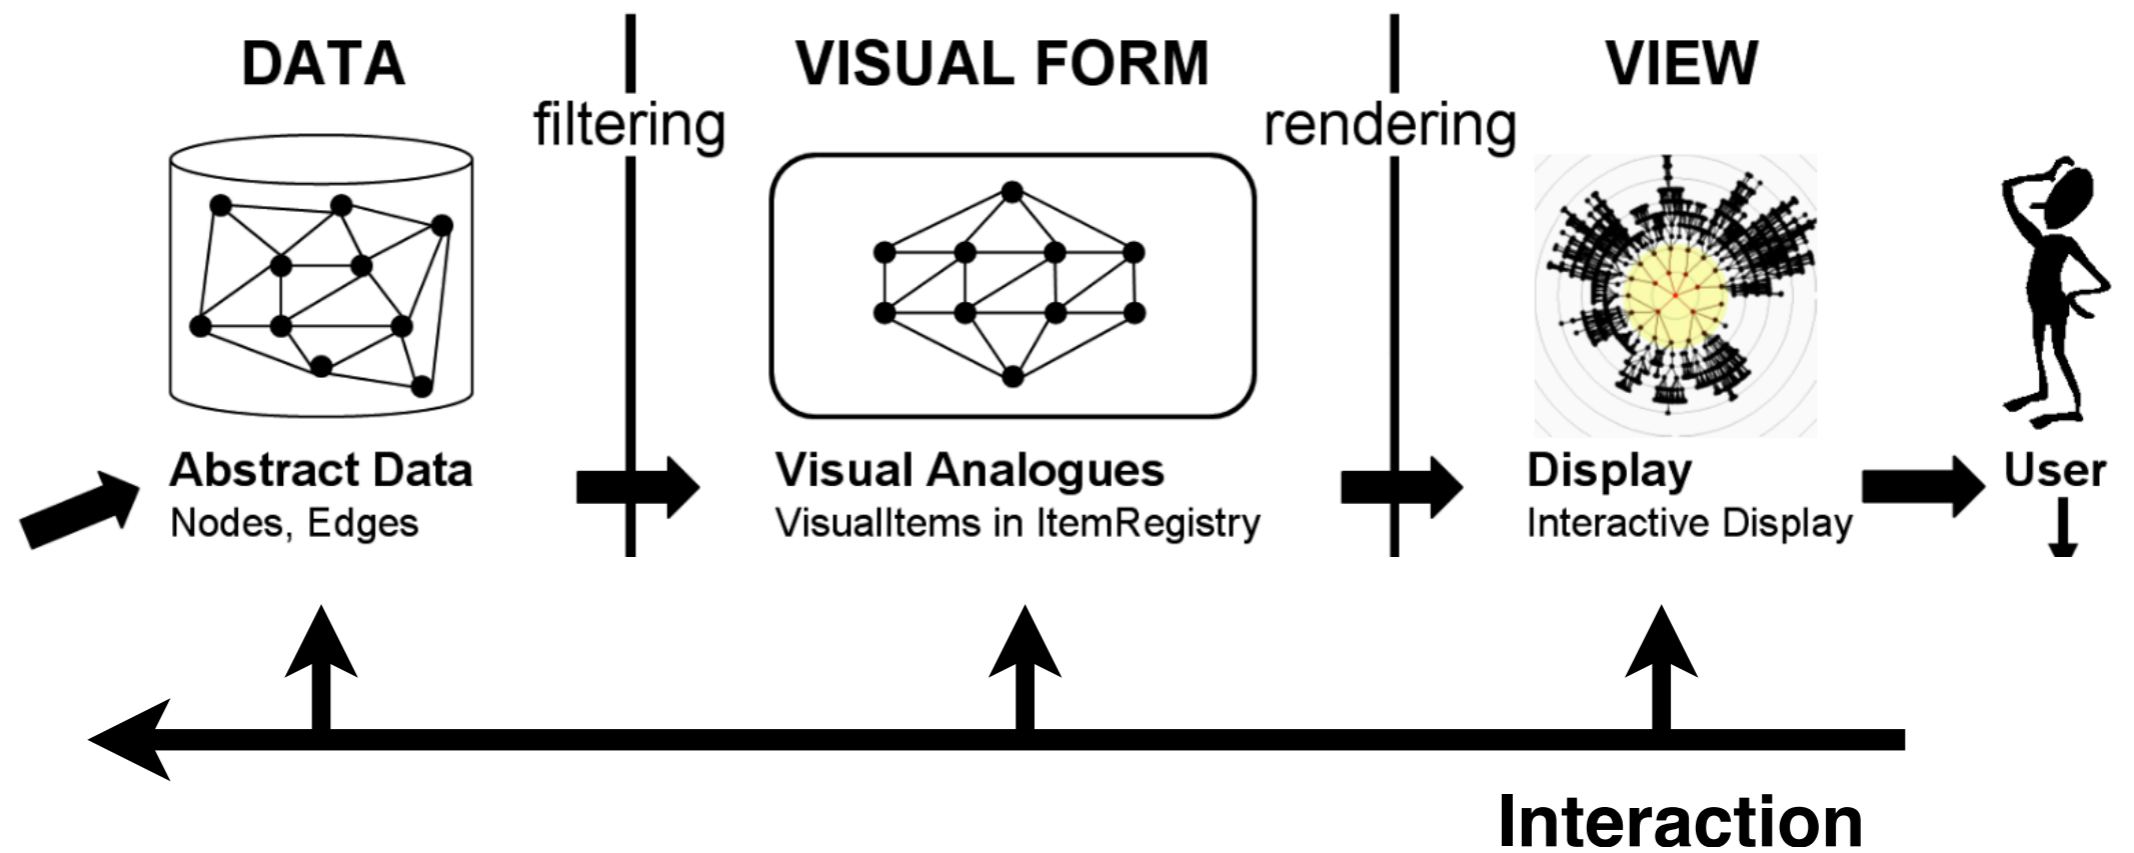 DATA
VISUAL FORM
VIEW
filtering
rendering
Abstract Data
Nodes, Edges
Visual Analogues
VisualItems in ItemRegistry
Display
Interactive Display
User
Interaction